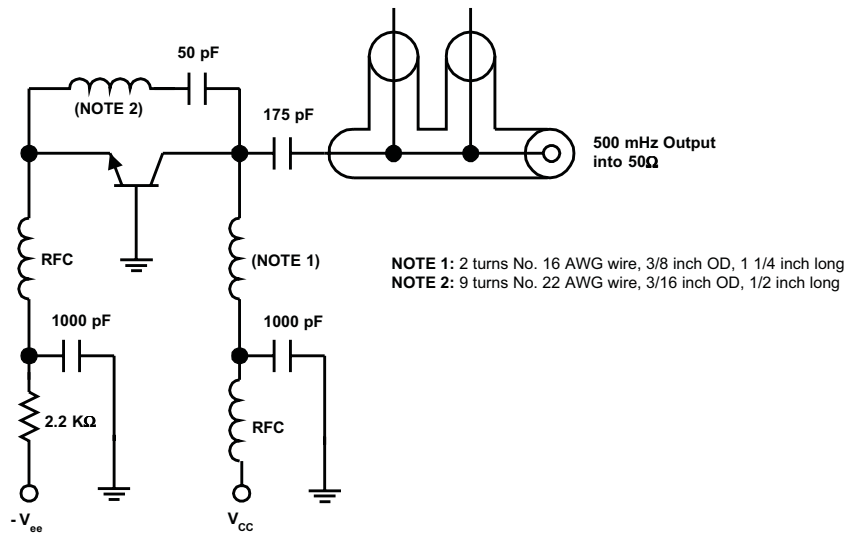 50 pF
(NOTE 2)
175 pF
500 mHz Output
into 50Ω
RFC
(NOTE 1)
NOTE 1: 2 turns No. 16 AWG wire, 3/8 inch OD, 1 1/4 inch long
NOTE 2: 9 turns No. 22 AWG wire, 3/16 inch OD, 1/2 inch long
1000 pF
1000 pF
2.2 KΩ
RFC
- Vee
VCC